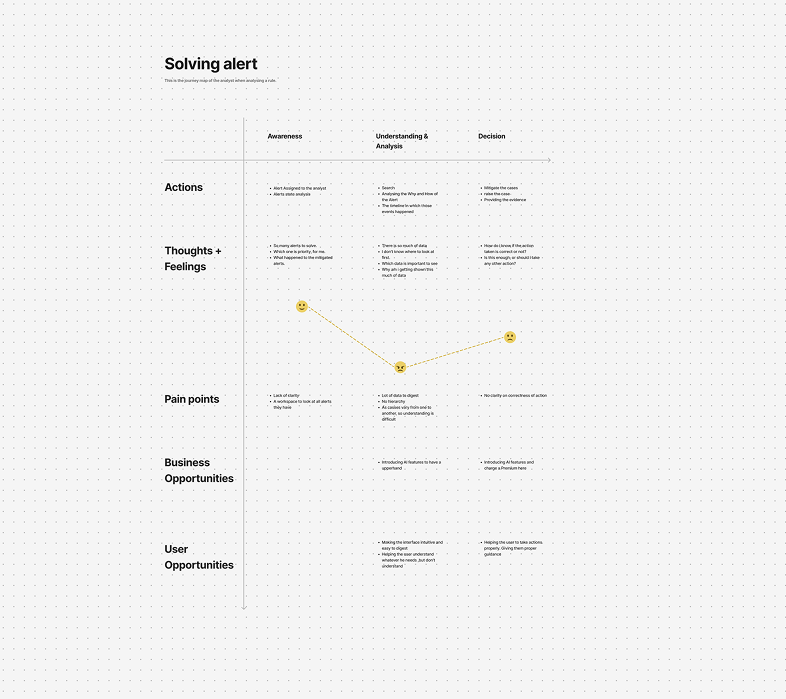 Solving alert
This is the journey map of the analyst when analysing a rule.
Awareness
Understanding &
Analysis
Decision
Actions
• Alert Assigned to the analyst
• Alerts state analysis
• Search
• Analysing the Why and How of
the Alert
• The timeline in which those
events happened
• Mitigate the cases
• raise the case
• Providing the evidence
Thoughts +
Feelings
• So many alerts to solve.
• Which one is priority, for me.
• What happened to the mitigated
alerts.
• There is so much of data
• I don't know where to look at
first.
• Which data is important to see
• Why am i getting shown this
much of data
• How do i know, if the action
taken is correct or not?
• Is this enough, or should i take
any other action?
Pain points
• Lack of clarity
• A workspace to look at all alerts
they have
• Lot of data to digest
• No hierarchy
• As casses vary from one to
another, so understanding is
difficult
• No clarity on correctness of action
Business
Opportunities
• Introducing AI features to have a
upperhand
• Introducing AI features and
charge a Premium here
User
Opportunities
• Making the interface intuitive and
easy to digest
• Helping the user understand
whatever he needs ,but don't
understand
• Helping the user to take actions
properly. Giving them proper
guidance